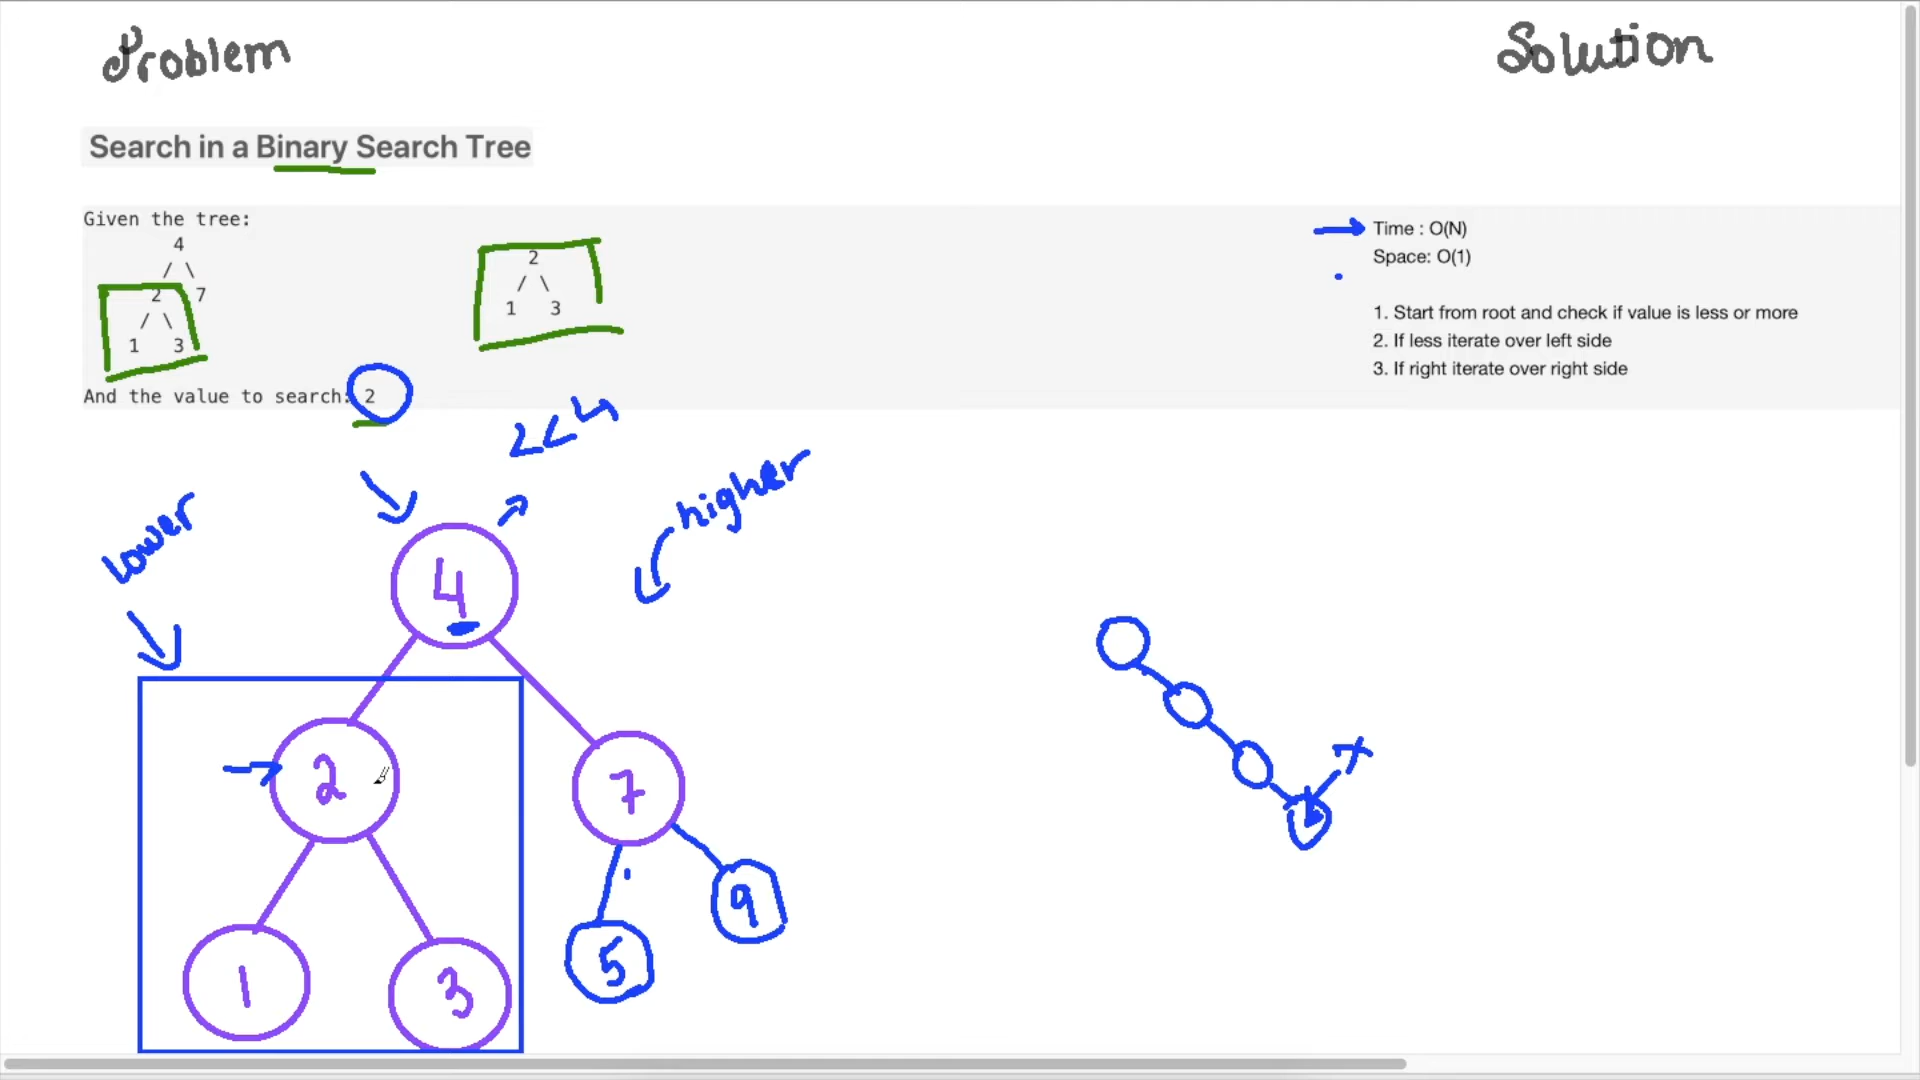 Problem
Solution
Search in a Binary Search Tree
Given the tree:
4
/ \
2 7
/ \
1 3
2
/ \
1 3
And the value to search: 2
Time : O(N)
Space: O(1)
1. Start from root and check if value is less or more
2. If less iterate over left side
3. If right iterate over right side
2<4
higher
lower
4
2
7
1
3
5
9